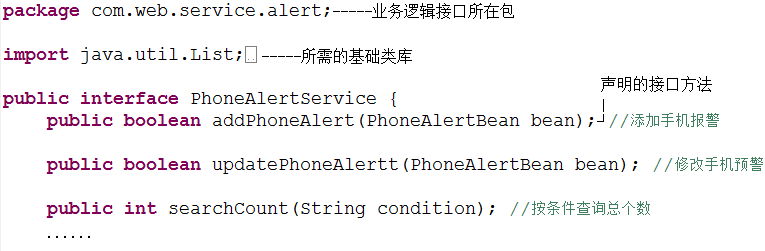 package com.web.service.alert;-----业务逻辑接口所在包
import java.util.List; -----所需的基础类库
声明的接口方法
public interface PhoneAlertService {
public boolean addPhoneAlert(PhoneAlertBean bean); //添加手机报警
public boolean updatePhoneAlertt(PhoneAlertBean bean); //修改手机预警
public int searchCount(String condition); //按条件查询总个数
......